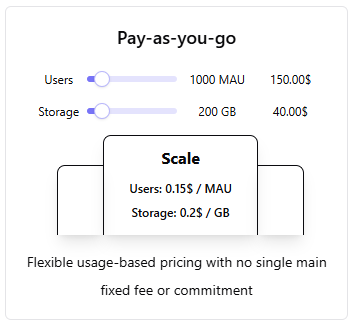 Pay-as-you-go
Users 1000 MAU 150.00$
Storage 200 GB 40.00$
Scale
Users: 0.15$ / MAU
Storage: 0.2$ / GB
Flexible usage-based pricing with no single main
fixed fee or commitment